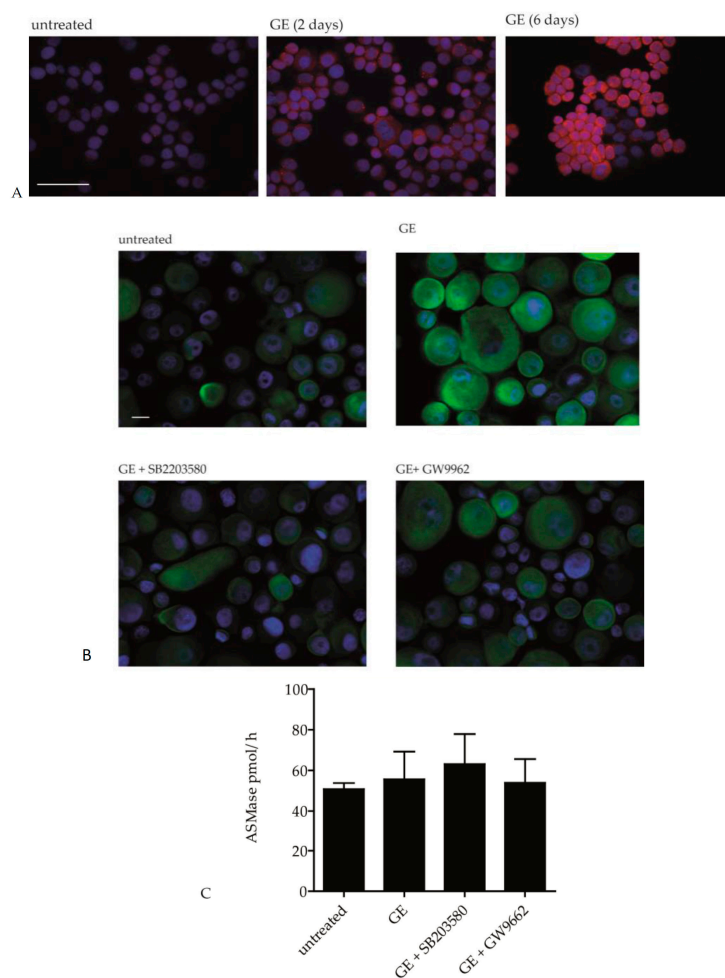 untreated
GE (2 days)
GE (6 days)
A
untreated
GE
GE + SB2203580
GE+ GW9962
B
100
80
60
40
20
0
ASMase pmol/ h
untreated
GE
GE + SB203580
GE + GW9662
C